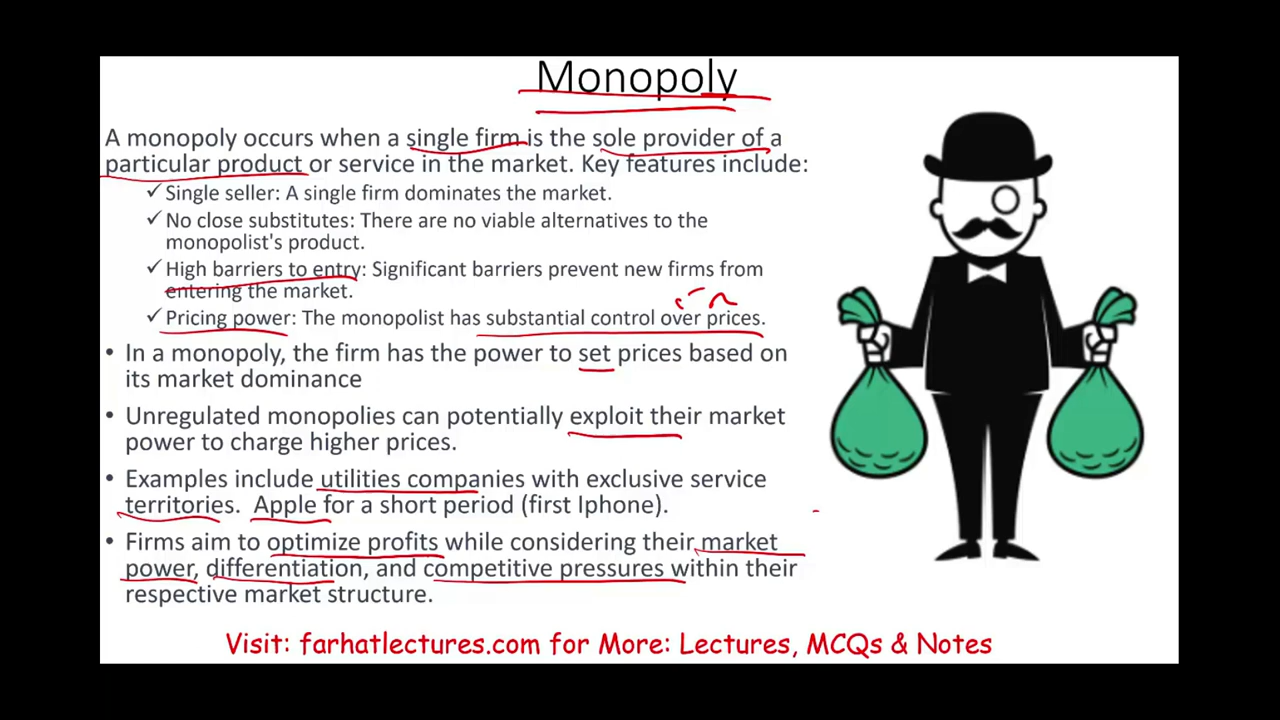 Monopoly
A monopoly occurs when a single firm is the sole provider of a
particular product or service in the market. Key features include:
✓ Single seller: A single firm dominates the market.
✓ No close substitutes: There are no viable alternatives to the
monopolist's product.
✓ High barriers to entry: Significant barriers prevent new firms from
entering the market.
✓ Pricing power: The monopolist has substantial control over prices.
• In a monopoly, the firm has the power to set prices based on
its market dominance
• Unregulated monopolies can potentially exploit their market
power to charge higher prices.
• Examples include utilities companies with exclusive service
territories. Apple for a short period (first Iphone).
• Firms aim to optimize profits while considering their market
power, differentiation, and competitive pressures within their
respective market structure.
Visit: farhatlectures.com for More: Lectures, MCQs & Notes